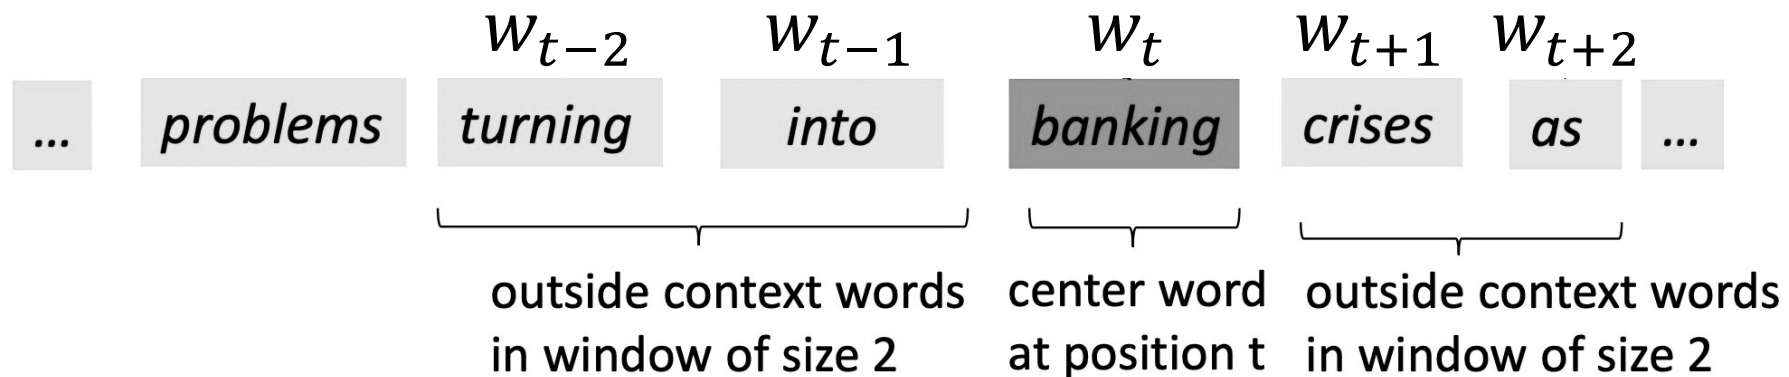 w_{t−2} w_{t−1} w_t w_{t+1} w_{t+2}
... problems turning into banking crises as ...
outside context words
in window of size 2
center word
at position t
outside context words
in window of size 2